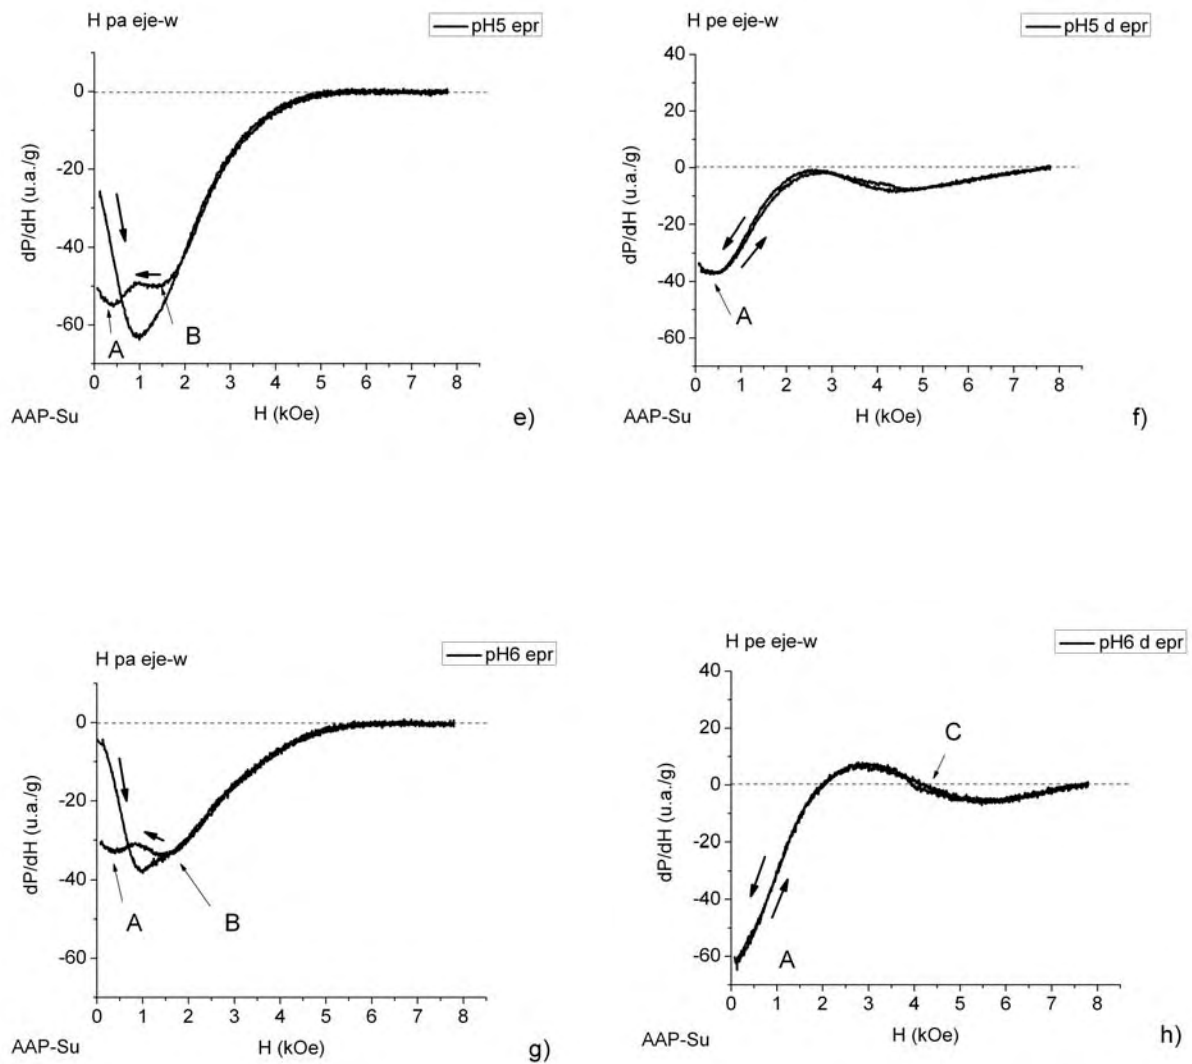 H pa eje-w
pH5 epr
0
-20
-40
-60
dP/dH (u.a./g)
A
B
0 1 2 3 4 5 6 7 8
H (kOe)
AAP-Su
e)
H pe eje-w
pH5 d epr
40
20
0
-20
-40
-60
dP/dH (u.a./g)
A
0 1 2 3 4 5 6 7 8
H (kOe)
AAP-Su
f)
H pa eje-w
pH6 epr
0
-20
-40
-60
dP/dH (u.a./g)
A
B
0 1 2 3 4 5 6 7 8
H (kOe)
AAP-Su
g)
H pe eje-w
pH6 d epr
40
20
0
-20
-40
-60
dP/dH (u.a./g)
C
A
0 1 2 3 4 5 6 7 8
H (kOe)
AAP-Su
h)